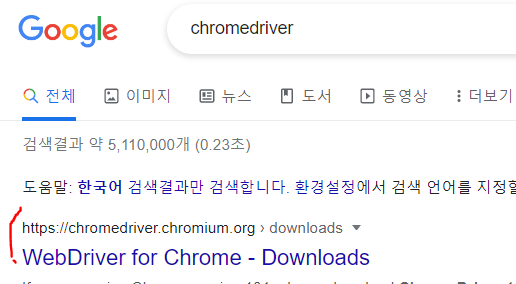 Google
chromedriver
전체 이미지 뉴스 도서 동영상 더보기
검색결과 약 5,110,000개 (0.23초)
도움말: 한국어 검색결과만 검색합니다. 환경설정에서 검색 언어를 지정할
https://chromedriver.chromium.org › downloads
WebDriver for Chrome - Downloads